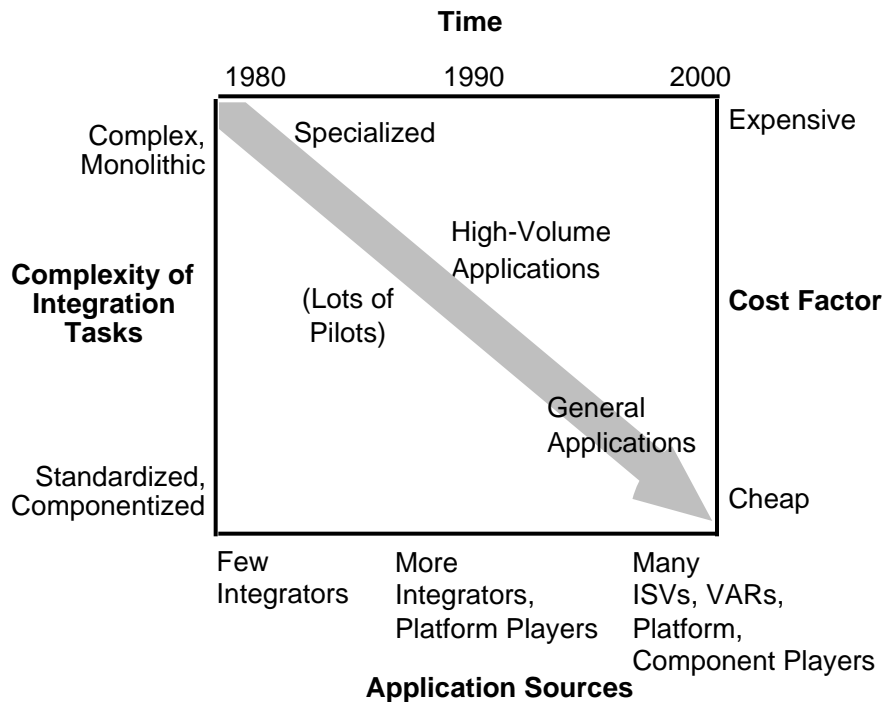 Time
1980 1990 2000
Complex,
Monolithic
Specialized
Expensive
High-Volume
Applications
Complexity of
Integration
Tasks
(Lots of
Pilots)
Cost Factor
General
Applications
Standardized,
Componentized
Cheap
Few
Integrators
More
Integrators,
Platform Players
Many
ISVs, VARs,
Platform,
Component Players
Application Sources